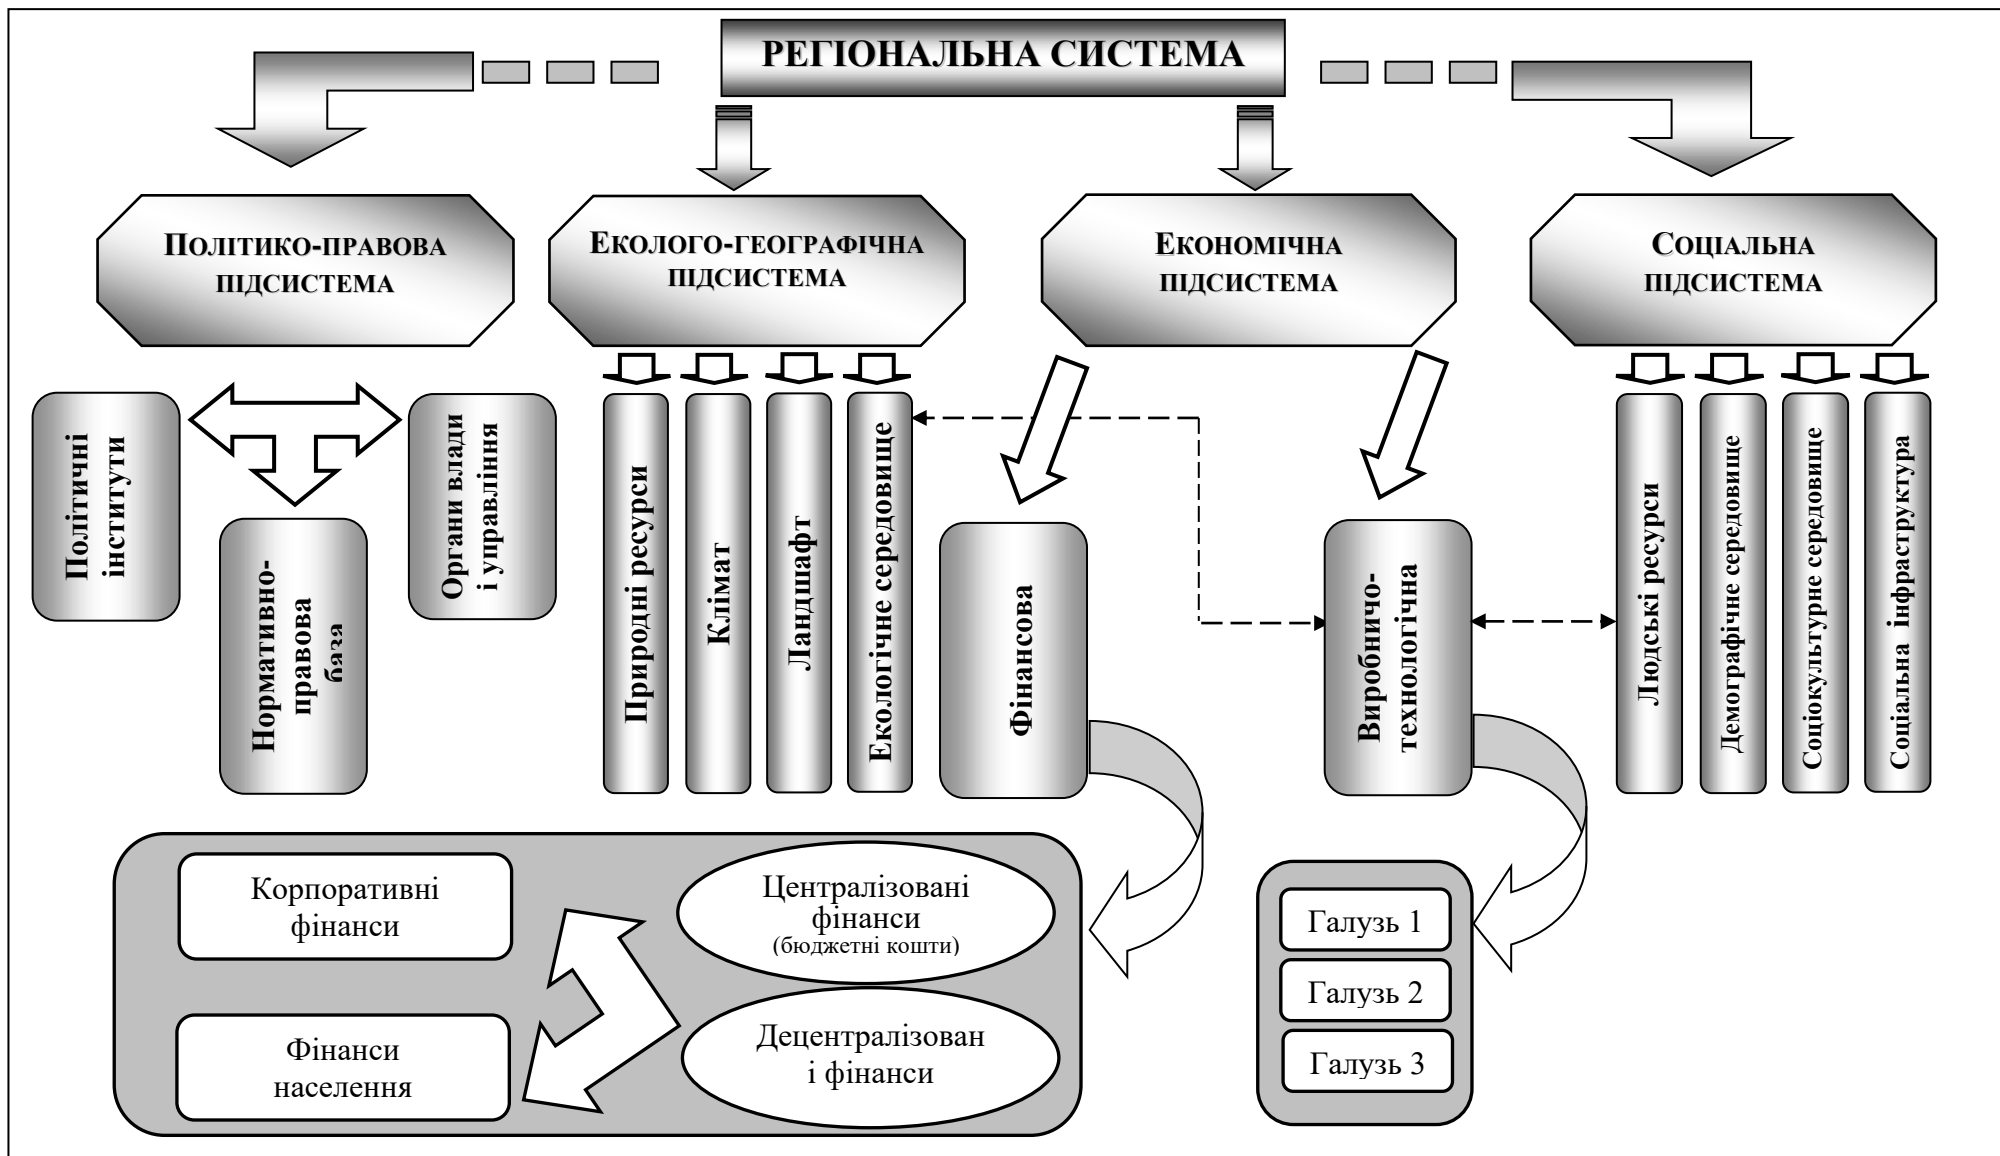 РЕГІОНАЛЬНА СИСТЕМА
ПОЛІТИКО-ПРАВОВА
ПІДСИСТЕМА
ЕКОЛОГО-ГЕОГРАФІЧНА
ПІДСИСТЕМА
ЕКОНОМІЧНА
ПІДСИСТЕМА
СОЦІАЛЬНА
ПІДСИСТЕМА
Політичні
інститути
Нормативно-
правова
база
Органи влади
і управління
Природні ресурси
Клімат
Ландшафт
Екологічне середовище
Фінансова
Виробничо-
технологічна
Людські ресурси
Демографічне середовище
Соціокультурне середовище
Соціальна інфраструктура
Корпоративні
фінанси
Централізовані
фінанси
(бюджетні кошти)
Фінанси
населення
Децентралізован
і фінанси
Галузь 1
Галузь 2
Галузь 3